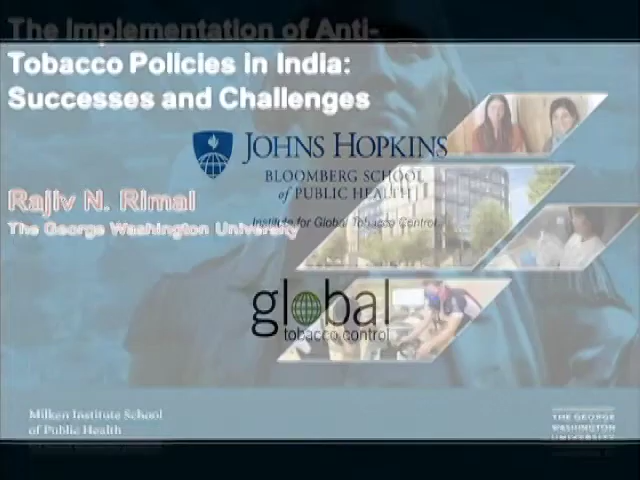 The Implementation of Anti-
Tobacco Policies in India:
Successes and Challenges
JOHNS HOPKINS
BLOOMBERG SCHOOL
of PUBLIC HEALTH
Rajiv N. Rimal
Institute for Global Tobacco Control
The George Washington University
global
tobacco control
Milken Institute School
of Public Health
THE GEORGE
WASHINGTON
UNIVERSITY